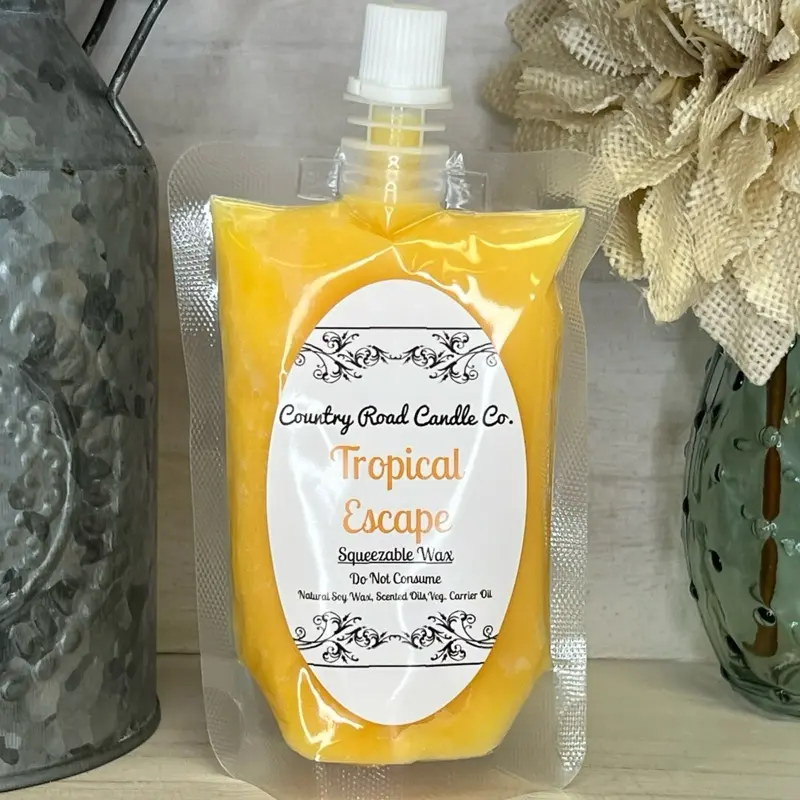 Country Road Candle Co.
Tropical
Escape
Squeezable Wax
Do Not Consume
Natural Soy Wax, Scented Oils,Veg. Carrier Oil